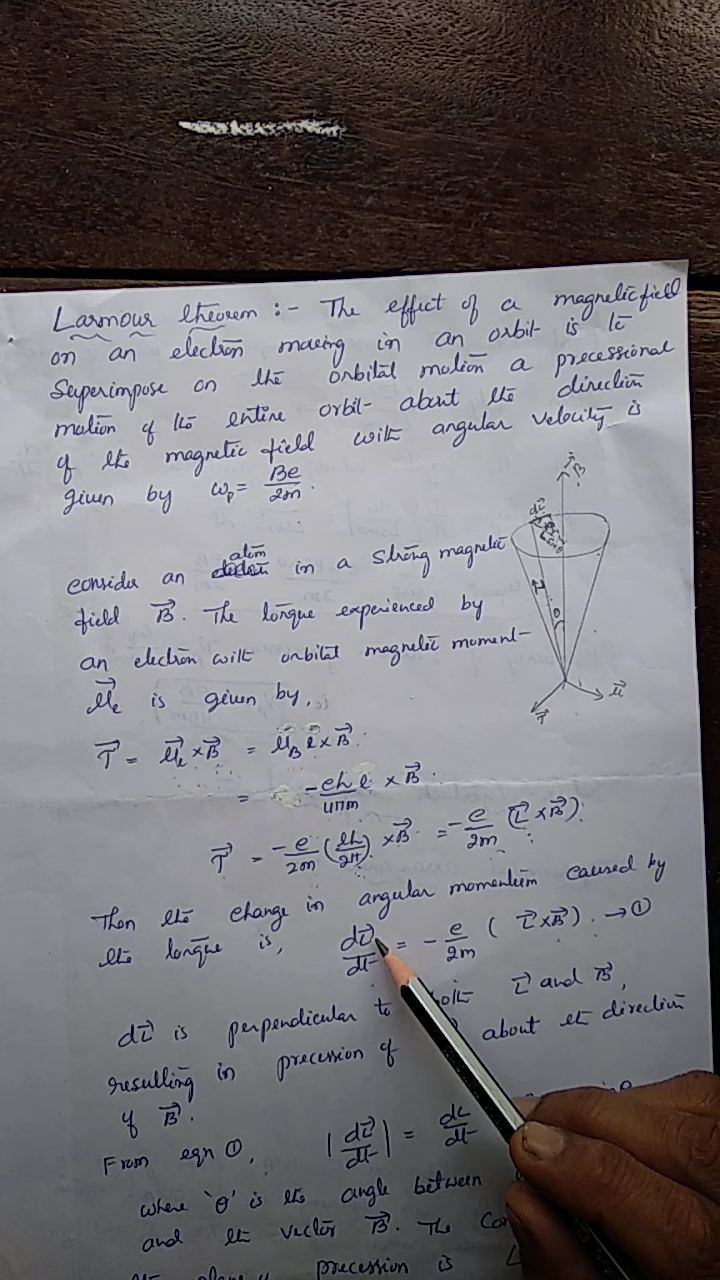 Larmour theorem :- The effect of a magnetic field
on an electron moving in an orbit is to
Superimpose on the orbital motion a precessional
motion of the entire orbit about the direction
of the magnetic field with angular velocity is
given by ωp = Be/2m.
consider an atom in a strong magnetic
field B⃗. The torque experienced by
an electron with orbital magnetic moment
μ⃗ₑ is given by,
τ⃗ = μ⃗ₑ × B⃗ = μ_B l × B⃗
= -ehl/4πm × B⃗.
τ⃗ = -e/2m (lh/2π) × B⃗ = -e/2m (L⃗ × B⃗).
Then the change in angular momentum caused by
the torque is, dL⃗/dt = - e/2m ( L⃗ × B⃗ ). → ①
dL⃗ is perpendicular to both L⃗ and B⃗,
resulting in precession of about the direction
of B⃗.
From eqn ①, |dL⃗/dt| = dL/dt
where 'θ' is the angle between
and the vector B⃗. The
precession is L
B⃗
dL⃗
L
θ
τ⃗
μ⃗